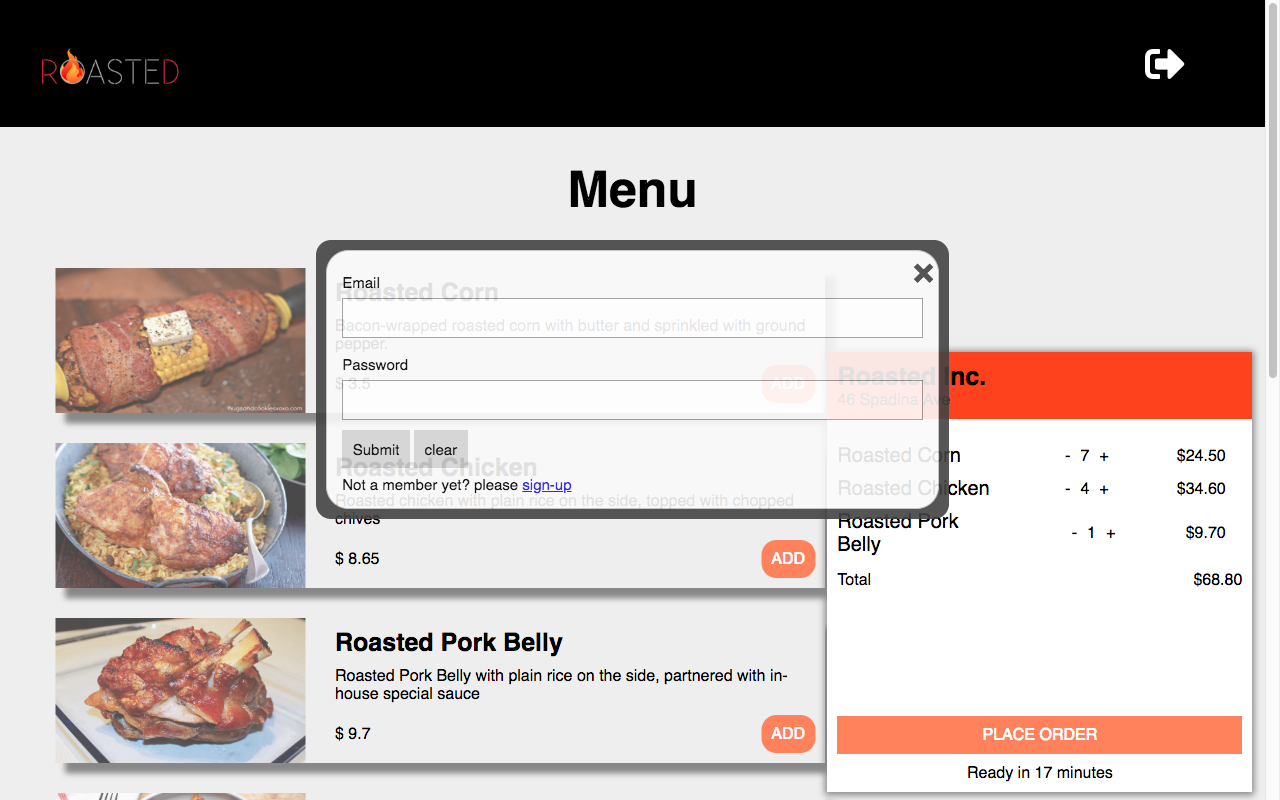 ROASTED
Menu
Email
Roasted Corn
Bacon-wrapped roasted corn with butter and sprinkled with ground
pepper.
Password
$ 3.5
ADD
Submit
clear
Roasted Chicken
Not a member yet? please sign-up
Roasted chicken with plain rice on the side, topped with chopped
chives
$ 8.65
ADD
Roasted Pork Belly
Roasted Pork Belly with plain rice on the side, partnered with in-
house special sauce
$ 9.7
ADD
Roasted Inc.
46 Spadina Ave
Roasted Corn - 7 + $24.50
Roasted Chicken - 4 + $34.60
Roasted Pork
Belly - 1 + $9.70
Total $68.80
PLACE ORDER
Ready in 17 minutes